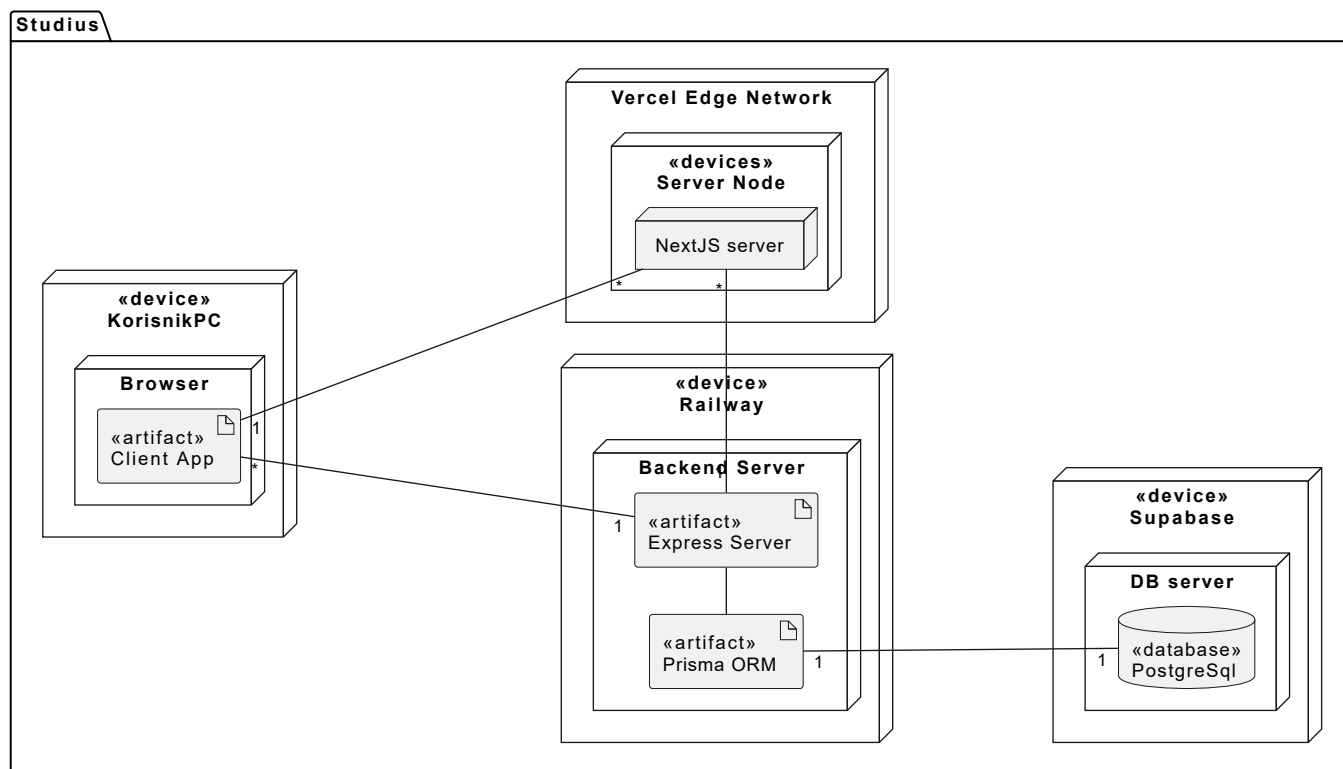 Studius
Vercel Edge Network
«devices»
Server Node
NextJS server
*
*
«device»
KorisnikPC
Browser
«artifact»
Client App
1
*
«device»
Railway
Backend Server
1
«artifact»
Express Server
1
«artifact»
Prisma ORM
1
«device»
Supabase
DB server
«database»
PostgreSql
1